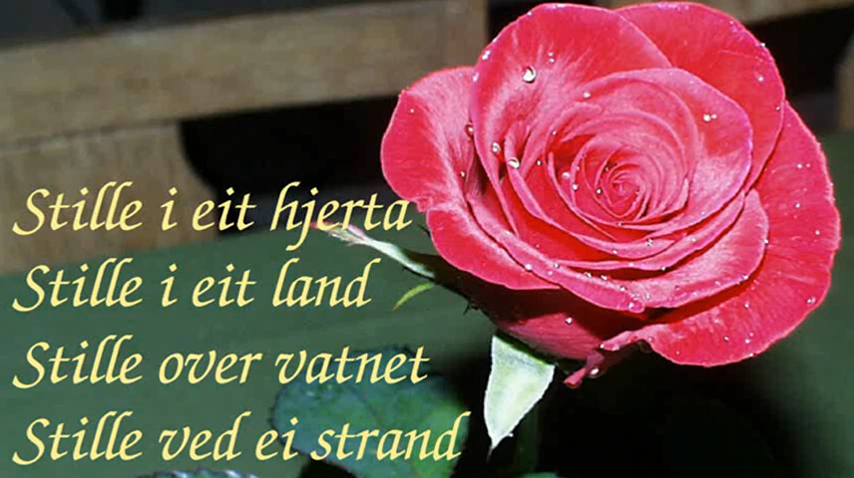 Stille i eit hjerta
Stille i eit land
Stille over vatnet
Stille ved ei strand